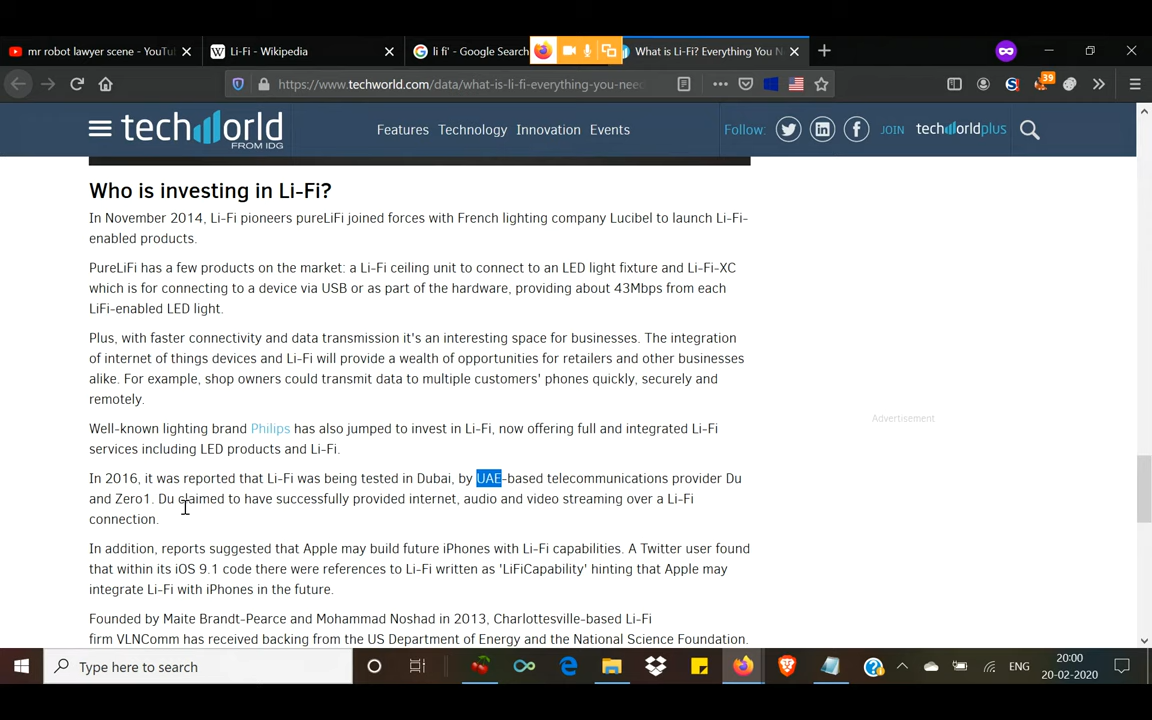 mr robot lawyer scene - YouTu
Li-Fi - Wikipedia
li fi' - Google Search
What is Li-Fi? Everything You N
https://www.techworld.com/data/what-is-li-fi-everything-you-need
39
techworld
FROM IDG
Features Technology Innovation Events
Follow:
JOIN
techworldplus
Who is investing in Li-Fi?
In November 2014, Li-Fi pioneers pureLiFi joined forces with French lighting company Lucibel to launch Li-Fi-
enabled products.
PureLiFi has a few products on the market: a Li-Fi ceiling unit to connect to an LED light fixture and Li-Fi-XC
which is for connecting to a device via USB or as part of the hardware, providing about 43Mbps from each
LiFi-enabled LED light.
Plus, with faster connectivity and data transmission it's an interesting space for businesses. The integration
of internet of things devices and Li-Fi will provide a wealth of opportunities for retailers and other businesses
alike. For example, shop owners could transmit data to multiple customers' phones quickly, securely and
remotely.
Advertisement
Well-known lighting brand Philips has also jumped to invest in Li-Fi, now offering full and integrated Li-Fi
services including LED products and Li-Fi.
In 2016, it was reported that Li-Fi was being tested in Dubai, by UAE-based telecommunications provider Du
and Zero1. Du claimed to have successfully provided internet, audio and video streaming over a Li-Fi
connection.
In addition, reports suggested that Apple may build future iPhones with Li-Fi capabilities. A Twitter user found
that within its iOS 9.1 code there were references to Li-Fi written as 'LiFiCapability' hinting that Apple may
integrate Li-Fi with iPhones in the future.
Founded by Maite Brandt-Pearce and Mohammad Noshad in 2013, Charlottesville-based Li-Fi
firm VLNComm has received backing from the US Department of Energy and the National Science Foundation.
Type here to search
ENG
20:00
20-02-2020